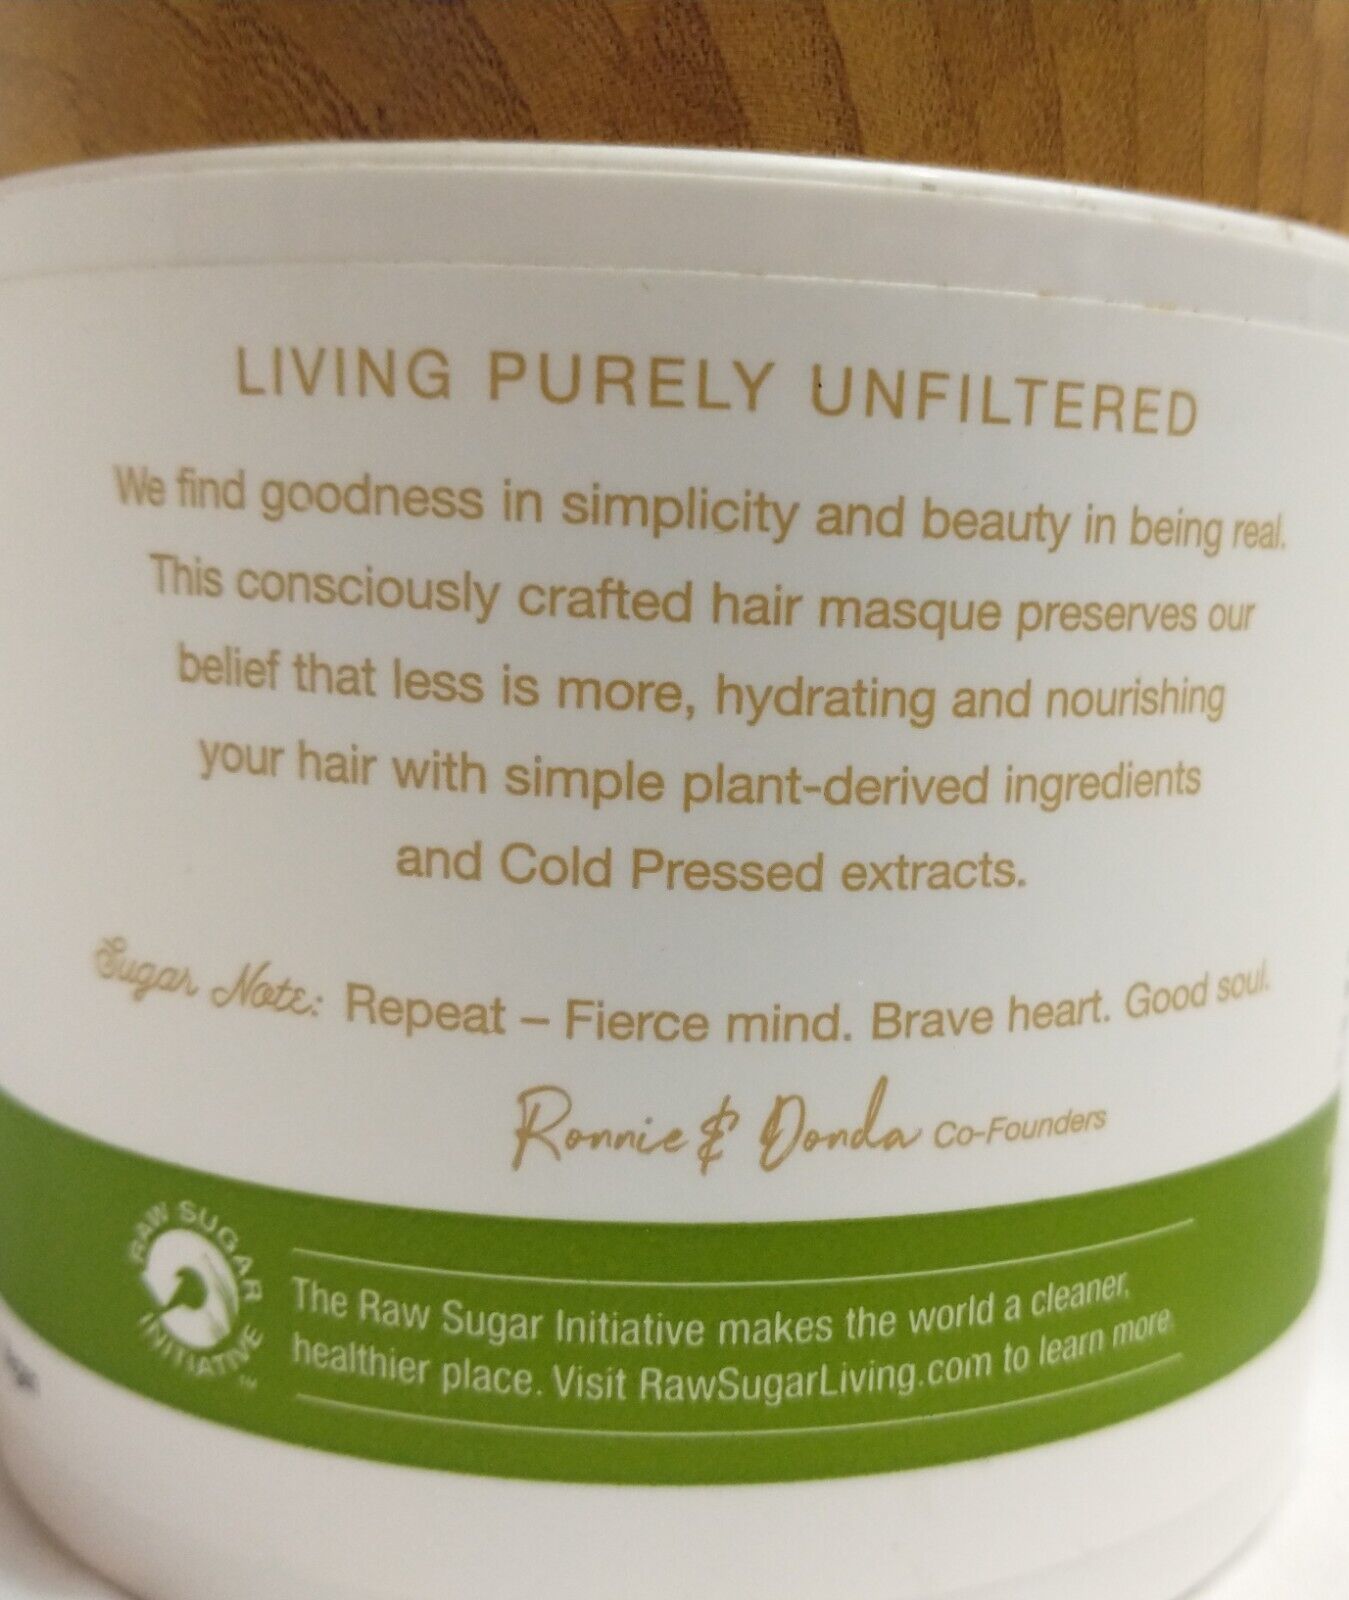 LIVING PURELY UNFILTERED
We find goodness in simplicity and beauty in being real.
This consciously crafted hair masque preserves our
belief that less is more, hydrating and nourishing
your hair with simple plant-derived ingredients
and Cold Pressed extracts.
Sugar Note: Repeat – Fierce mind. Brave heart. Good soul.
Ronnie & Donda Co-Founders
RAW SUGAR
INITIATIVE™
The Raw Sugar Initiative makes the world a cleaner,
healthier place. Visit RawSugarLiving.com to learn more.